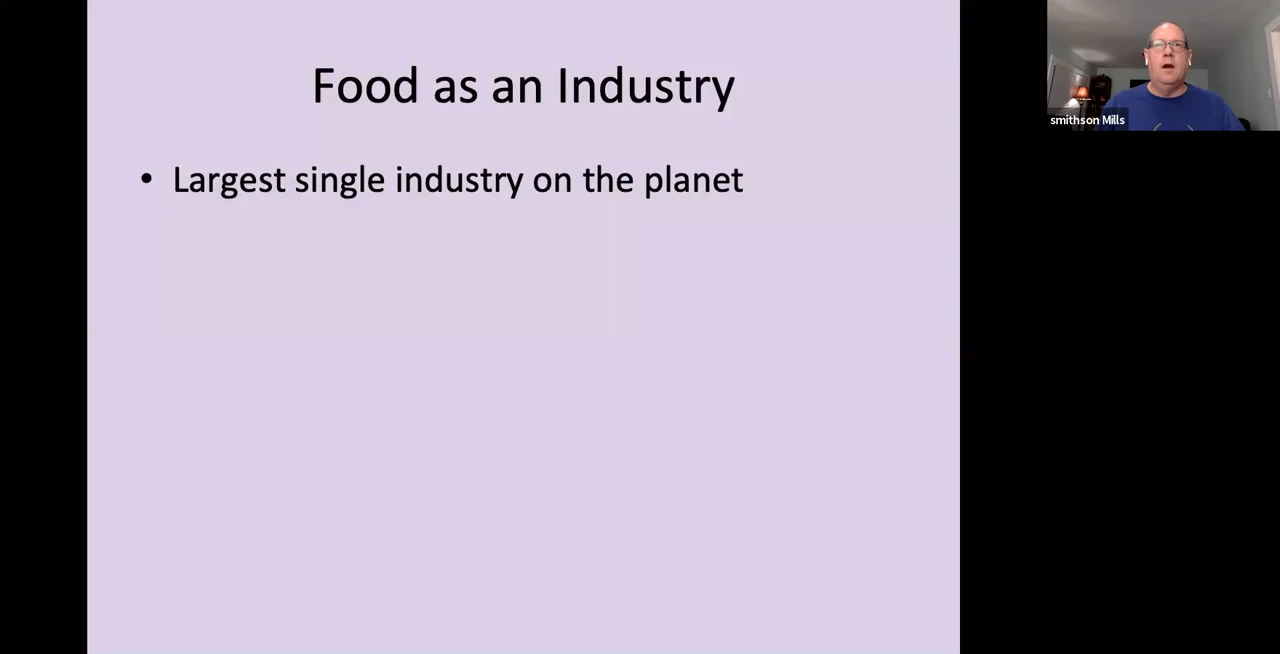 Food as an Industry
• Largest single industry on the planet
smithson Mills